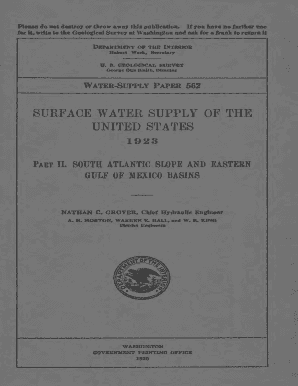 Please do not destroy or throw away this publication. If you have no further use
for it, write to the Geological Survey at Washington and ask for a frank to return it
DEPARTMENT OF THE INTERIOR
Hubert Work, Secretary
U. S. GEOLOGICAL SURVEY
George Otis Smith, Director
WATER-SUPPLY PAPER 562
SURFACE WATER SUPPLY OF THE
UNITED STATES
1923
PART II. SOUTH ATLANTIC SLOPE AND EASTERN
GULF OF MEXICO BASINS
NATHAN C. GROVER, Chief Hydraulic Engineer
A. H. HORTON, WARREN E. HALL, and W. E. KING
District Engineers
DEPARTMENT OF THE INTERIOR
WASHINGTON
GOVERNMENT PRINTING OFFICE